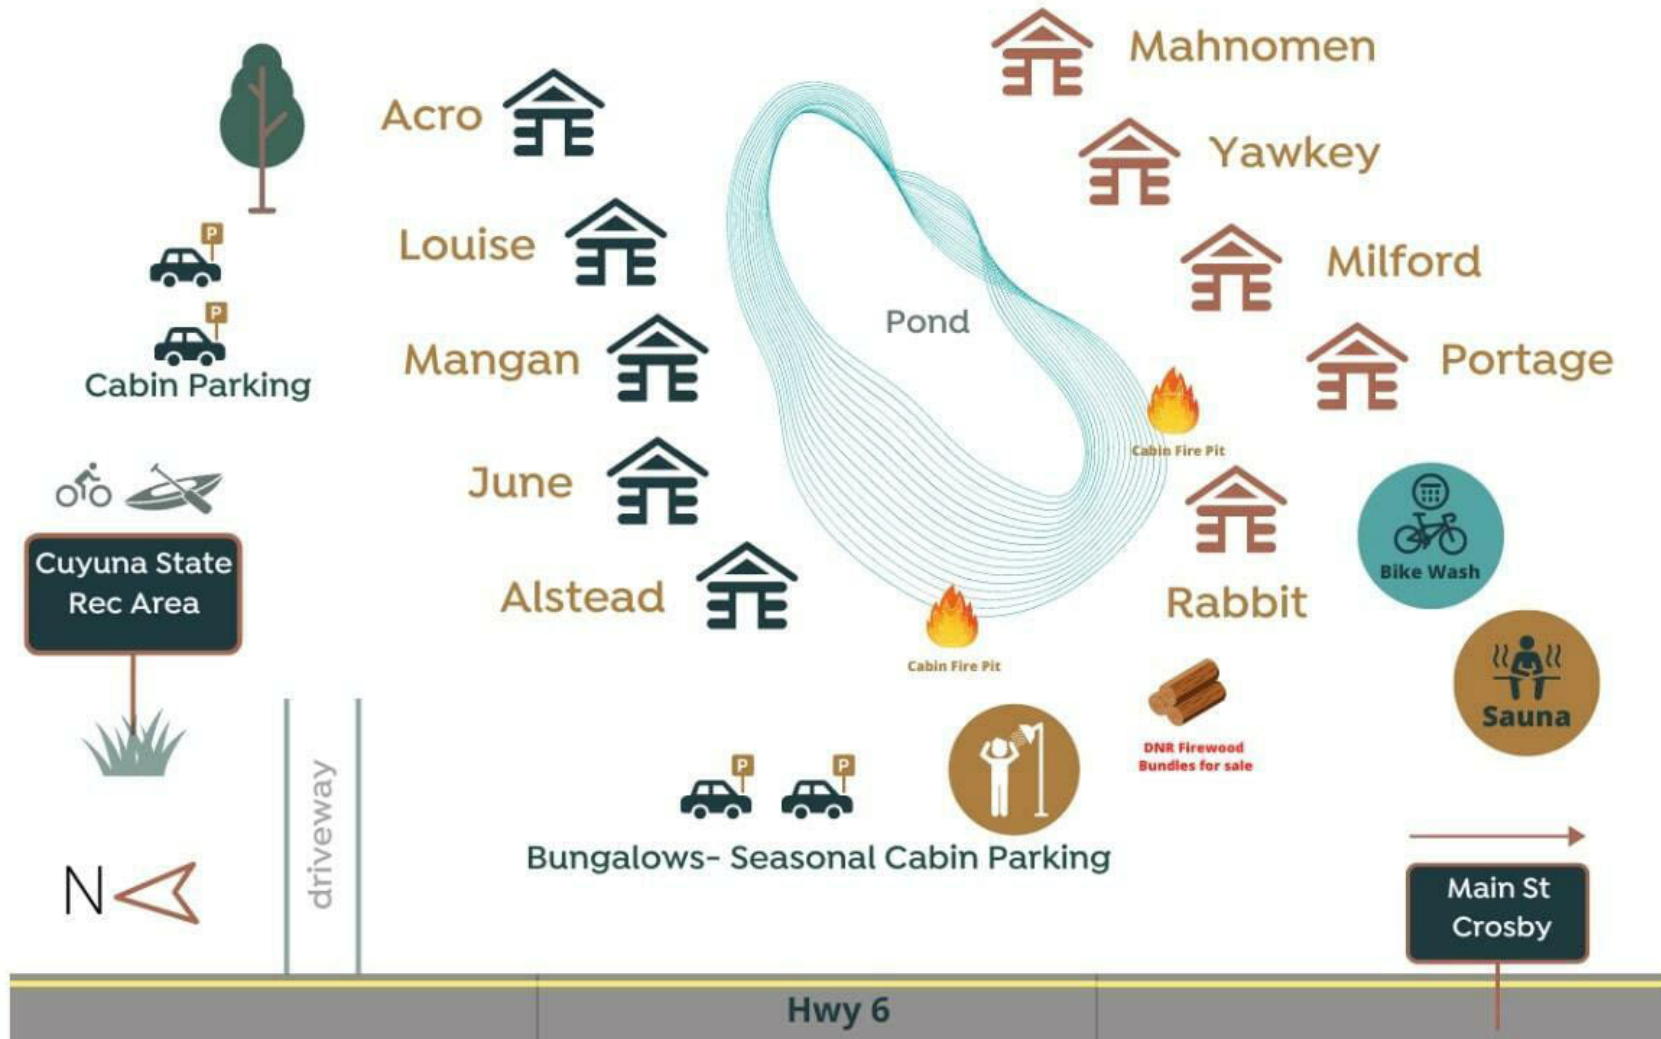 Mahnomen
Acro
Yawkey
P
Louise
Milford
P
Pond
Mangan
Portage
Cabin Parking
Cabin Fire Pit
June
Cuyuna State
Rec Area
Bike Wash
Alstead
Rabbit
Cabin Fire Pit
Sauna
DNR Firewood
Bundles for sale
P
P
driveway
Bungalows- Seasonal Cabin Parking
N
Main St
Crosby
Hwy 6